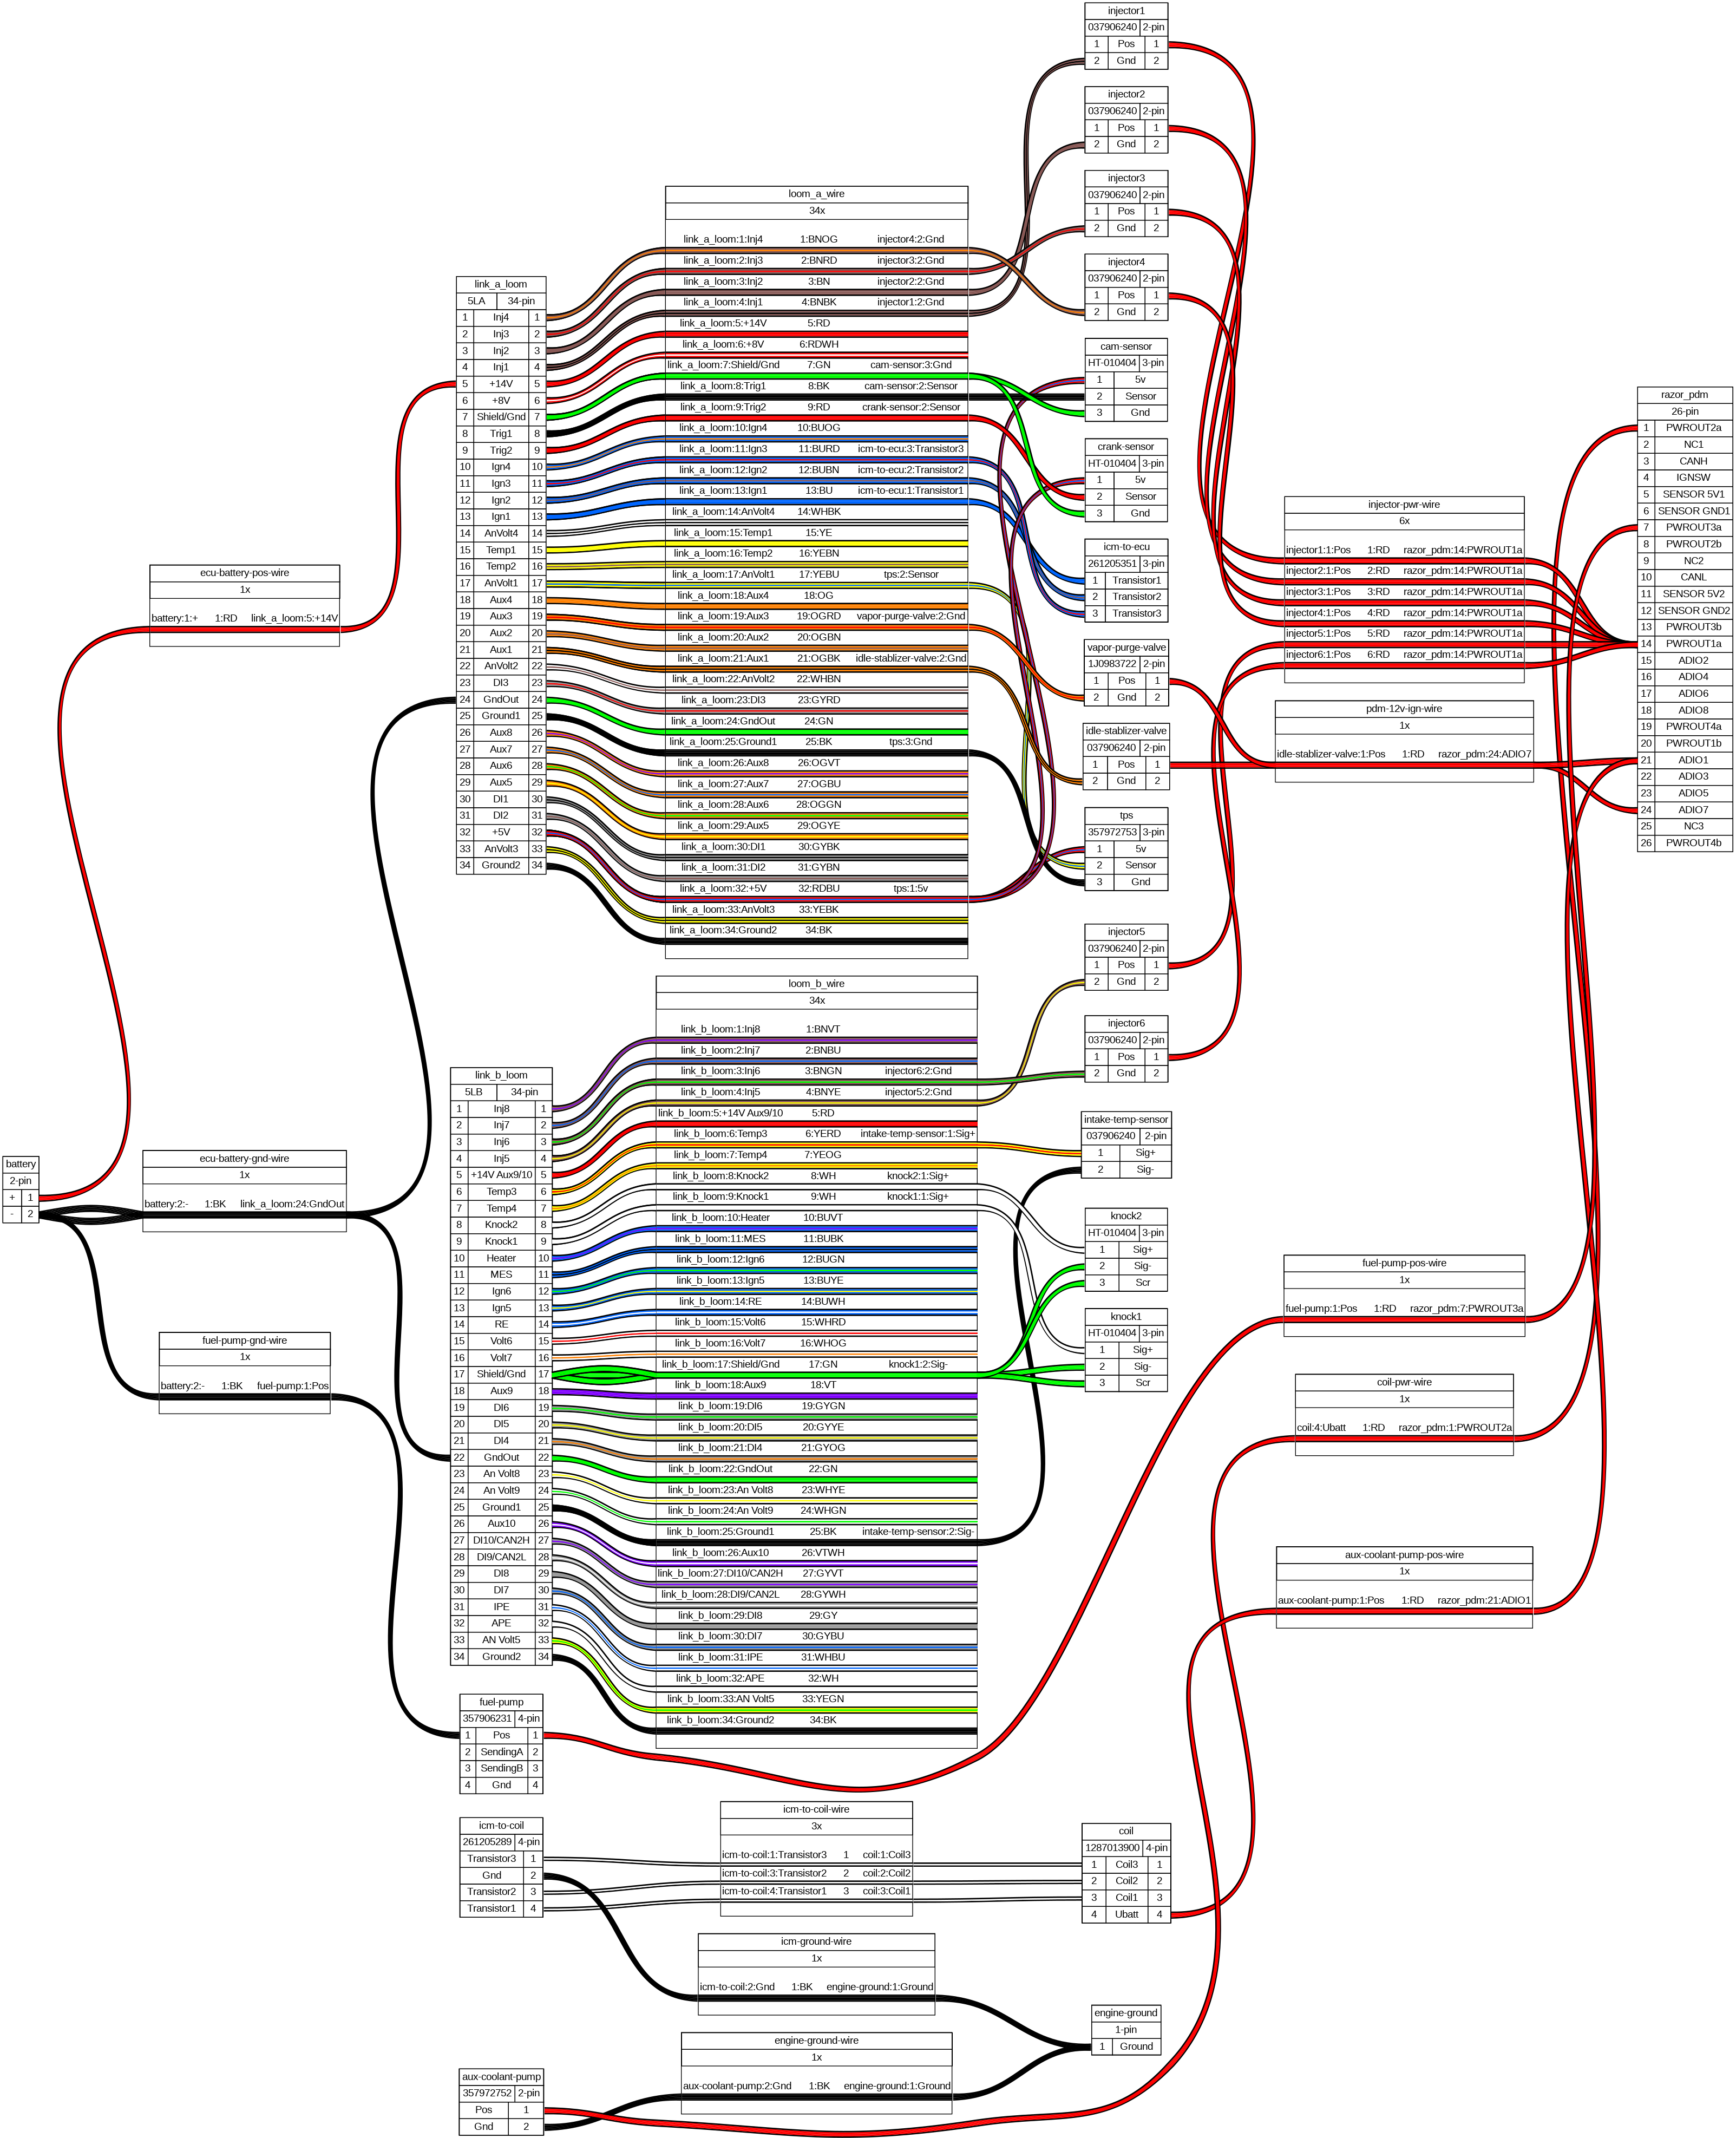 injector1
037906240 2-pin
1 Pos 1
2 Gnd 2
injector2
037906240 2-pin
1 Pos 1
2 Gnd 2
injector3
037906240 2-pin
1 Pos 1
2 Gnd 2
injector4
037906240 2-pin
1 Pos 1
2 Gnd 2
cam-sensor
HT-010404 3-pin
1 5v
2 Sensor
3 Gnd
crank-sensor
HT-010404 3-pin
1 5v
2 Sensor
3 Gnd
icm-to-ecu
261205351 3-pin
1 Transistor1
2 Transistor2
3 Transistor3
vapor-purge-valve
1J0983722 2-pin
1 Pos 1
2 Gnd 2
idle-stablizer-valve
037906240 2-pin
1 Pos 1
2 Gnd 2
tps
357972753 3-pin
1 5v
2 Sensor
3 Gnd
injector5
037906240 2-pin
1 Pos 1
2 Gnd 2
injector6
037906240 2-pin
1 Pos 1
2 Gnd 2
intake-temp-sensor
037906240 2-pin
1 Sig+
2 Sig-
knock2
HT-010404 3-pin
1 Sig+
2 Sig-
3 Scr
knock1
HT-010404 3-pin
1 Sig+
2 Sig-
3 Scr
loom_a_wire
34x
link_a_loom:1:Inj4 1:BNOG injector4:2:Gnd
link_a_loom:2:Inj3 2:BNRD injector3:2:Gnd
link_a_loom:3:Inj2 3:BN injector2:2:Gnd
link_a_loom:4:Inj1 4:BNBK injector1:2:Gnd
link_a_loom:5:+14V 5:RD
link_a_loom:6:+8V 6:RDWH
link_a_loom:7:Shield/Gnd 7:GN cam-sensor:3:Gnd
link_a_loom:8:Trig1 8:BK cam-sensor:2:Sensor
link_a_loom:9:Trig2 9:RD crank-sensor:2:Sensor
link_a_loom:10:Ign4 10:BUOG
link_a_loom:11:Ign3 11:BURD icm-to-ecu:3:Transistor3
link_a_loom:12:Ign2 12:BUBN icm-to-ecu:2:Transistor2
link_a_loom:13:Ign1 13:BU icm-to-ecu:1:Transistor1
link_a_loom:14:AnVolt4 14:WHBK
link_a_loom:15:Temp1 15:YE
link_a_loom:16:Temp2 16:YEBN
link_a_loom:17:AnVolt1 17:YEBU tps:2:Sensor
link_a_loom:18:Aux4 18:OG
link_a_loom:19:Aux3 19:OGRD vapor-purge-valve:2:Gnd
link_a_loom:20:Aux2 20:OGBN
link_a_loom:21:Aux1 21:OGBK idle-stablizer-valve:2:Gnd
link_a_loom:22:AnVolt2 22:WHBN
link_a_loom:23:DI3 23:GYRD
link_a_loom:24:GndOut 24:GN
link_a_loom:25:Ground1 25:BK tps:3:Gnd
link_a_loom:26:Aux8 26:OGVT
link_a_loom:27:Aux7 27:OGBU
link_a_loom:28:Aux6 28:OGGN
link_a_loom:29:Aux5 29:OGYE
link_a_loom:30:DI1 30:GYBK
link_a_loom:31:DI2 31:GYBN
link_a_loom:32:+5V 32:RDBU tps:1:5v
link_a_loom:33:AnVolt3 33:YEBK
link_a_loom:34:Ground2 34:BK
link_a_loom
5LA 34-pin
1 Inj4 1
2 Inj3 2
3 Inj2 3
4 Inj1 4
5 +14V 5
6 +8V 6
7 Shield/Gnd 7
8 Trig1 8
9 Trig2 9
10 Ign4 10
11 Ign3 11
12 Ign2 12
13 Ign1 13
14 AnVolt4 14
15 Temp1 15
16 Temp2 16
17 AnVolt1 17
18 Aux4 18
19 Aux3 19
20 Aux2 20
21 Aux1 21
22 AnVolt2 22
23 DI3 23
24 GndOut 24
25 Ground1 25
26 Aux8 26
27 Aux7 27
28 Aux6 28
29 Aux5 29
30 DI1 30
31 DI2 31
32 +5V 32
33 AnVolt3 33
34 Ground2 34
razor_pdm
26-pin
1 PWROUT2a
2 NC1
3 CANH
4 IGNSW
5 SENSOR 5V1
6 SENSOR GND1
7 PWROUT3a
8 PWROUT2b
9 NC2
10 CANL
11 SENSOR 5V2
12 SENSOR GND2
13 PWROUT3b
14 PWROUT1a
15 ADIO2
16 ADIO4
17 ADIO6
18 ADIO8
19 PWROUT4a
20 PWROUT1b
21 ADIO1
22 ADIO3
23 ADIO5
24 ADIO7
25 NC3
26 PWROUT4b
injector-pwr-wire
6x
injector1:1:Pos 1:RD razor_pdm:14:PWROUT1a
injector2:1:Pos 2:RD razor_pdm:14:PWROUT1a
injector3:1:Pos 3:RD razor_pdm:14:PWROUT1a
injector4:1:Pos 4:RD razor_pdm:14:PWROUT1a
injector5:1:Pos 5:RD razor_pdm:14:PWROUT1a
injector6:1:Pos 6:RD razor_pdm:14:PWROUT1a
pdm-12v-ign-wire
1x
idle-stablizer-valve:1:Pos 1:RD razor_pdm:24:ADIO7
ecu-battery-pos-wire
1x
battery:1:+ 1:RD link_a_loom:5:+14V
loom_b_wire
34x
link_b_loom:1:Inj8 1:BNVT
link_b_loom:2:Inj7 2:BNBU
link_b_loom:3:Inj6 3:BNGN injector6:2:Gnd
link_b_loom:4:Inj5 4:BNYE injector5:2:Gnd
link_b_loom:5:+14V Aux9/10 5:RD
link_b_loom:6:Temp3 6:YERD intake-temp-sensor:1:Sig+
link_b_loom:7:Temp4 7:YEOG
link_b_loom:8:Knock2 8:WH knock2:1:Sig+
link_b_loom:9:Knock1 9:WH knock1:1:Sig+
link_b_loom:10:Heater 10:BUVT
link_b_loom:11:MES 11:BUBK
link_b_loom:12:Ign6 12:BUGN
link_b_loom:13:Ign5 13:BUYE
link_b_loom:14:RE 14:BUWH
link_b_loom:15:Volt6 15:WHRD
link_b_loom:16:Volt7 16:WHOG
link_b_loom:17:Shield/Gnd 17:GN knock1:2:Sig-
link_b_loom:18:Aux9 18:VT
link_b_loom:19:DI6 19:GYGN
link_b_loom:20:DI5 20:GYYE
link_b_loom:21:DI4 21:GYOG
link_b_loom:22:GndOut 22:GN
link_b_loom:23:An Volt8 23:WHYE
link_b_loom:24:An Volt9 24:WHGN
link_b_loom:25:Ground1 25:BK intake-temp-sensor:2:Sig-
link_b_loom:26:Aux10 26:VTWH
link_b_loom:27:DI10/CAN2H 27:GYVT
link_b_loom:28:DI9/CAN2L 28:GYWH
link_b_loom:29:DI8 29:GY
link_b_loom:30:DI7 30:GYBU
link_b_loom:31:IPE 31:WHBU
link_b_loom:32:APE 32:WH
link_b_loom:33:AN Volt5 33:YEGN
link_b_loom:34:Ground2 34:BK
link_b_loom
5LB 34-pin
1 Inj8 1
2 Inj7 2
3 Inj6 3
4 Inj5 4
5 +14V Aux9/10 5
6 Temp3 6
7 Temp4 7
8 Knock2 8
9 Knock1 9
10 Heater 10
11 MES 11
12 Ign6 12
13 Ign5 13
14 RE 14
15 Volt6 15
16 Volt7 16
17 Shield/Gnd 17
18 Aux9 18
19 DI6 19
20 DI5 20
21 DI4 21
22 GndOut 22
23 An Volt8 23
24 An Volt9 24
25 Ground1 25
26 Aux10 26
27 DI10/CAN2H 27
28 DI9/CAN2L 28
29 DI8 29
30 DI7 30
31 IPE 31
32 APE 32
33 AN Volt5 33
34 Ground2 34
battery
2-pin
+ 1
- 2
ecu-battery-gnd-wire
1x
battery:2:- 1:BK link_a_loom:24:GndOut
fuel-pump-gnd-wire
1x
battery:2:- 1:BK fuel-pump:1:Pos
fuel-pump-pos-wire
1x
fuel-pump:1:Pos 1:RD razor_pdm:7:PWROUT3a
coil-pwr-wire
1x
coil:4:Ubatt 1:RD razor_pdm:1:PWROUT2a
aux-coolant-pump-pos-wire
1x
aux-coolant-pump:1:Pos 1:RD razor_pdm:21:ADIO1
fuel-pump
357906231 4-pin
1 Pos 1
2 SendingA 2
3 SendingB 3
4 Gnd 4
icm-to-coil
261205289 4-pin
Transistor3 1
Gnd 2
Transistor2 3
Transistor1 4
icm-to-coil-wire
3x
icm-to-coil:1:Transistor3 1 coil:1:Coil3
icm-to-coil:3:Transistor2 2 coil:2:Coil2
icm-to-coil:4:Transistor1 3 coil:3:Coil1
coil
1287013900 4-pin
1 Coil3 1
2 Coil2 2
3 Coil1 3
4 Ubatt 4
icm-ground-wire
1x
icm-to-coil:2:Gnd 1:BK engine-ground:1:Ground
engine-ground
1-pin
1 Ground
engine-ground-wire
1x
aux-coolant-pump:2:Gnd 1:BK engine-ground:1:Ground
aux-coolant-pump
357972752 2-pin
Pos 1
Gnd 2